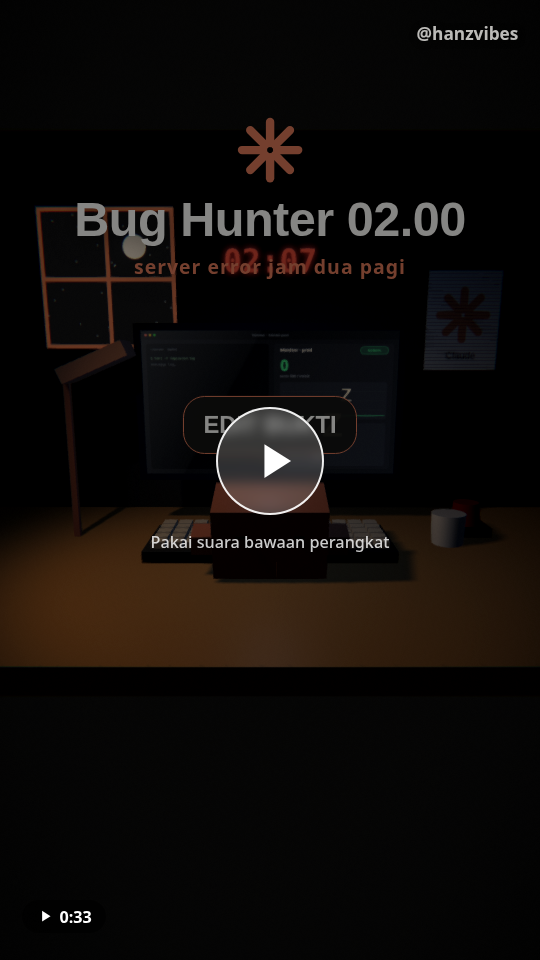 @hanzvibes
Bug Hunter 02.00
02:07
server error jam dua pagi
0
Z
Pakai suara bawaan perangkat
0:33